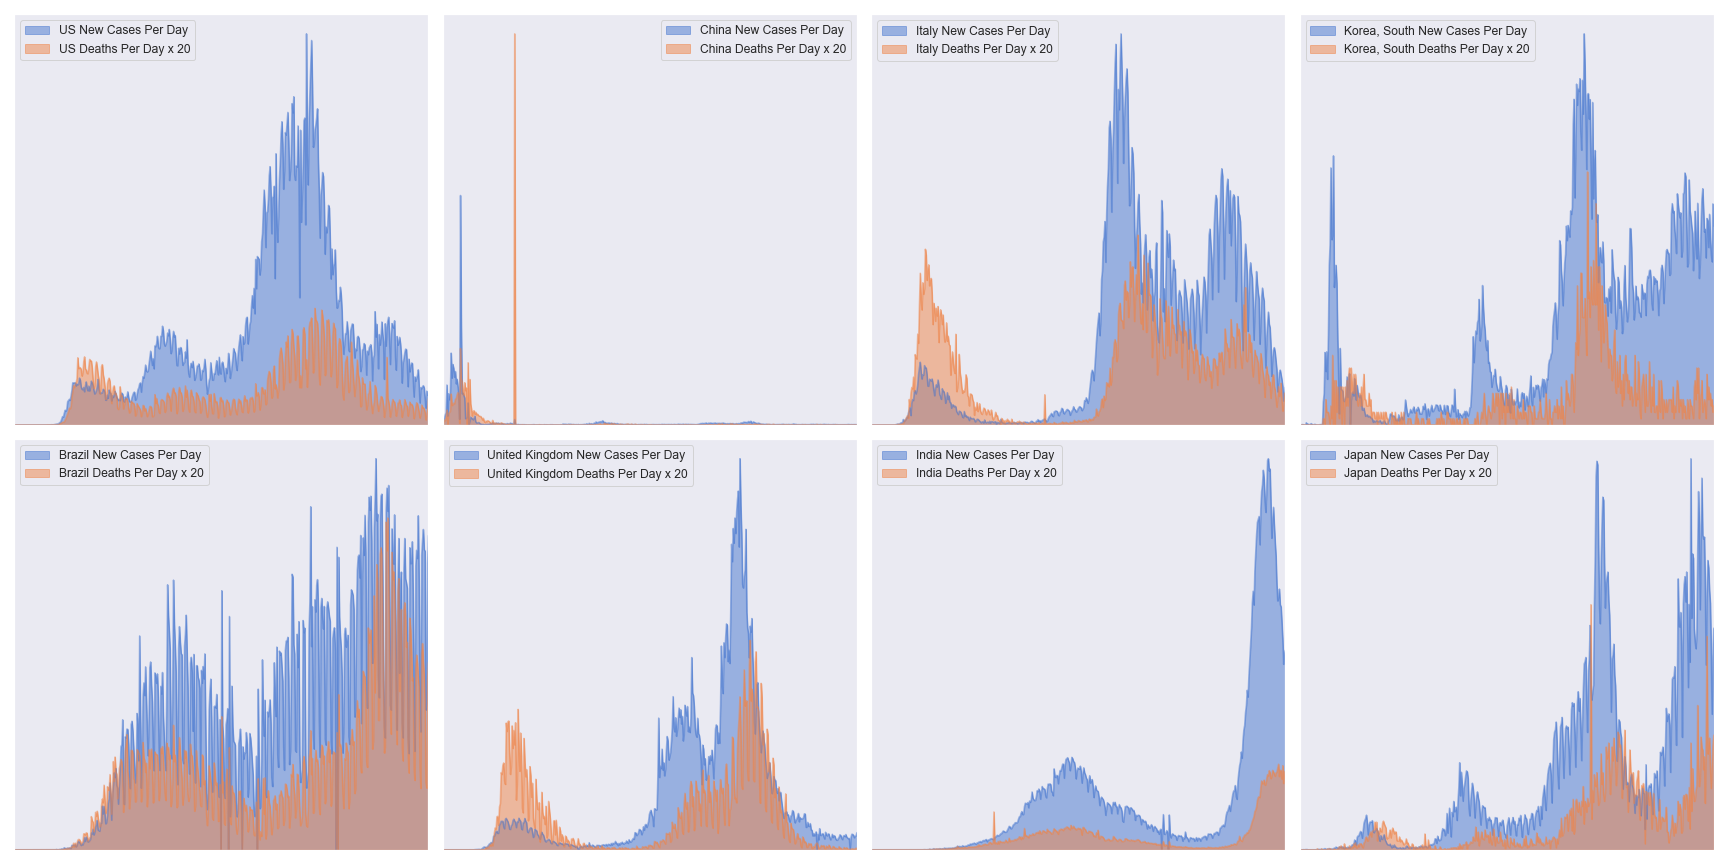 US New Cases Per Day
US Deaths Per Day x 20
China New Cases Per Day
China Deaths Per Day x 20
Italy New Cases Per Day
Italy Deaths Per Day x 20
Korea, South New Cases Per Day
Korea, South Deaths Per Day x 20
Brazil New Cases Per Day
Brazil Deaths Per Day x 20
United Kingdom New Cases Per Day
United Kingdom Deaths Per Day x 20
India New Cases Per Day
India Deaths Per Day x 20
Japan New Cases Per Day
Japan Deaths Per Day x 20